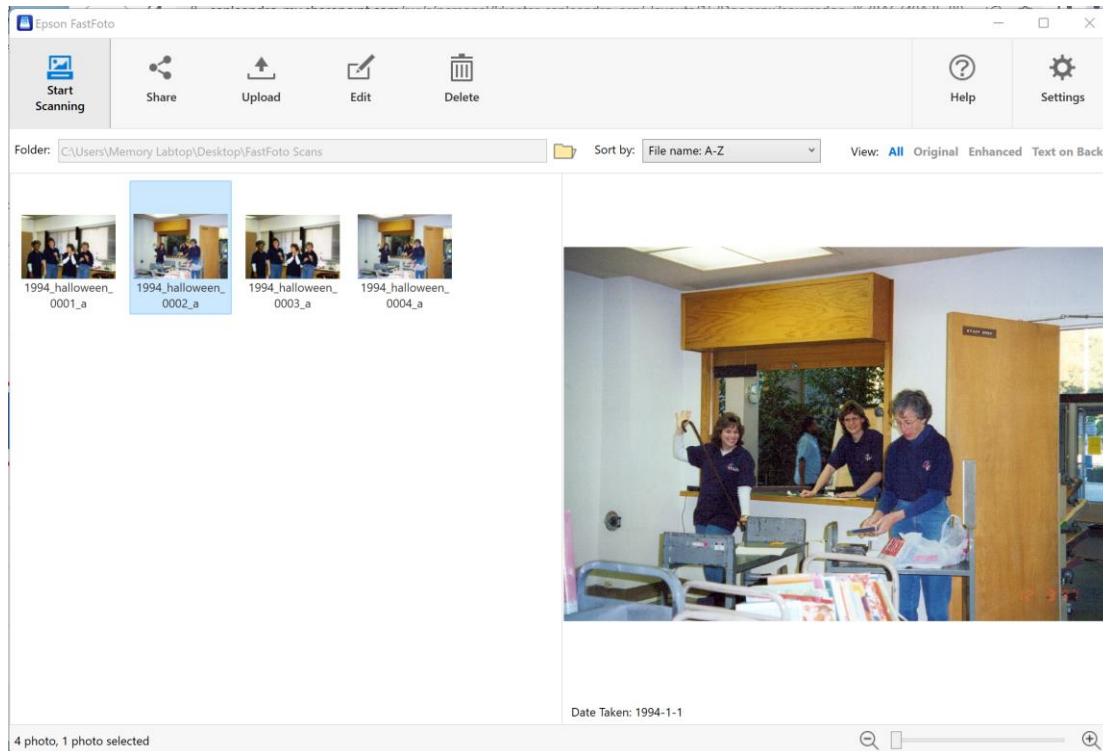 Epson FastFoto
Start
Scanning
Share
Upload
Edit
Delete
Help
Settings
Folder:
C:\Users\Memory Labtop\Desktop\FastFoto Scans
Sort by:
File name: A-Z
View: All Original Enhanced Text on Back
1994_halloween_
0001_a
1994_halloween_
0002_a
1994_halloween_
0003_a
1994_halloween_
0004_a
Date Taken: 1994-1-1
4 photo, 1 photo selected